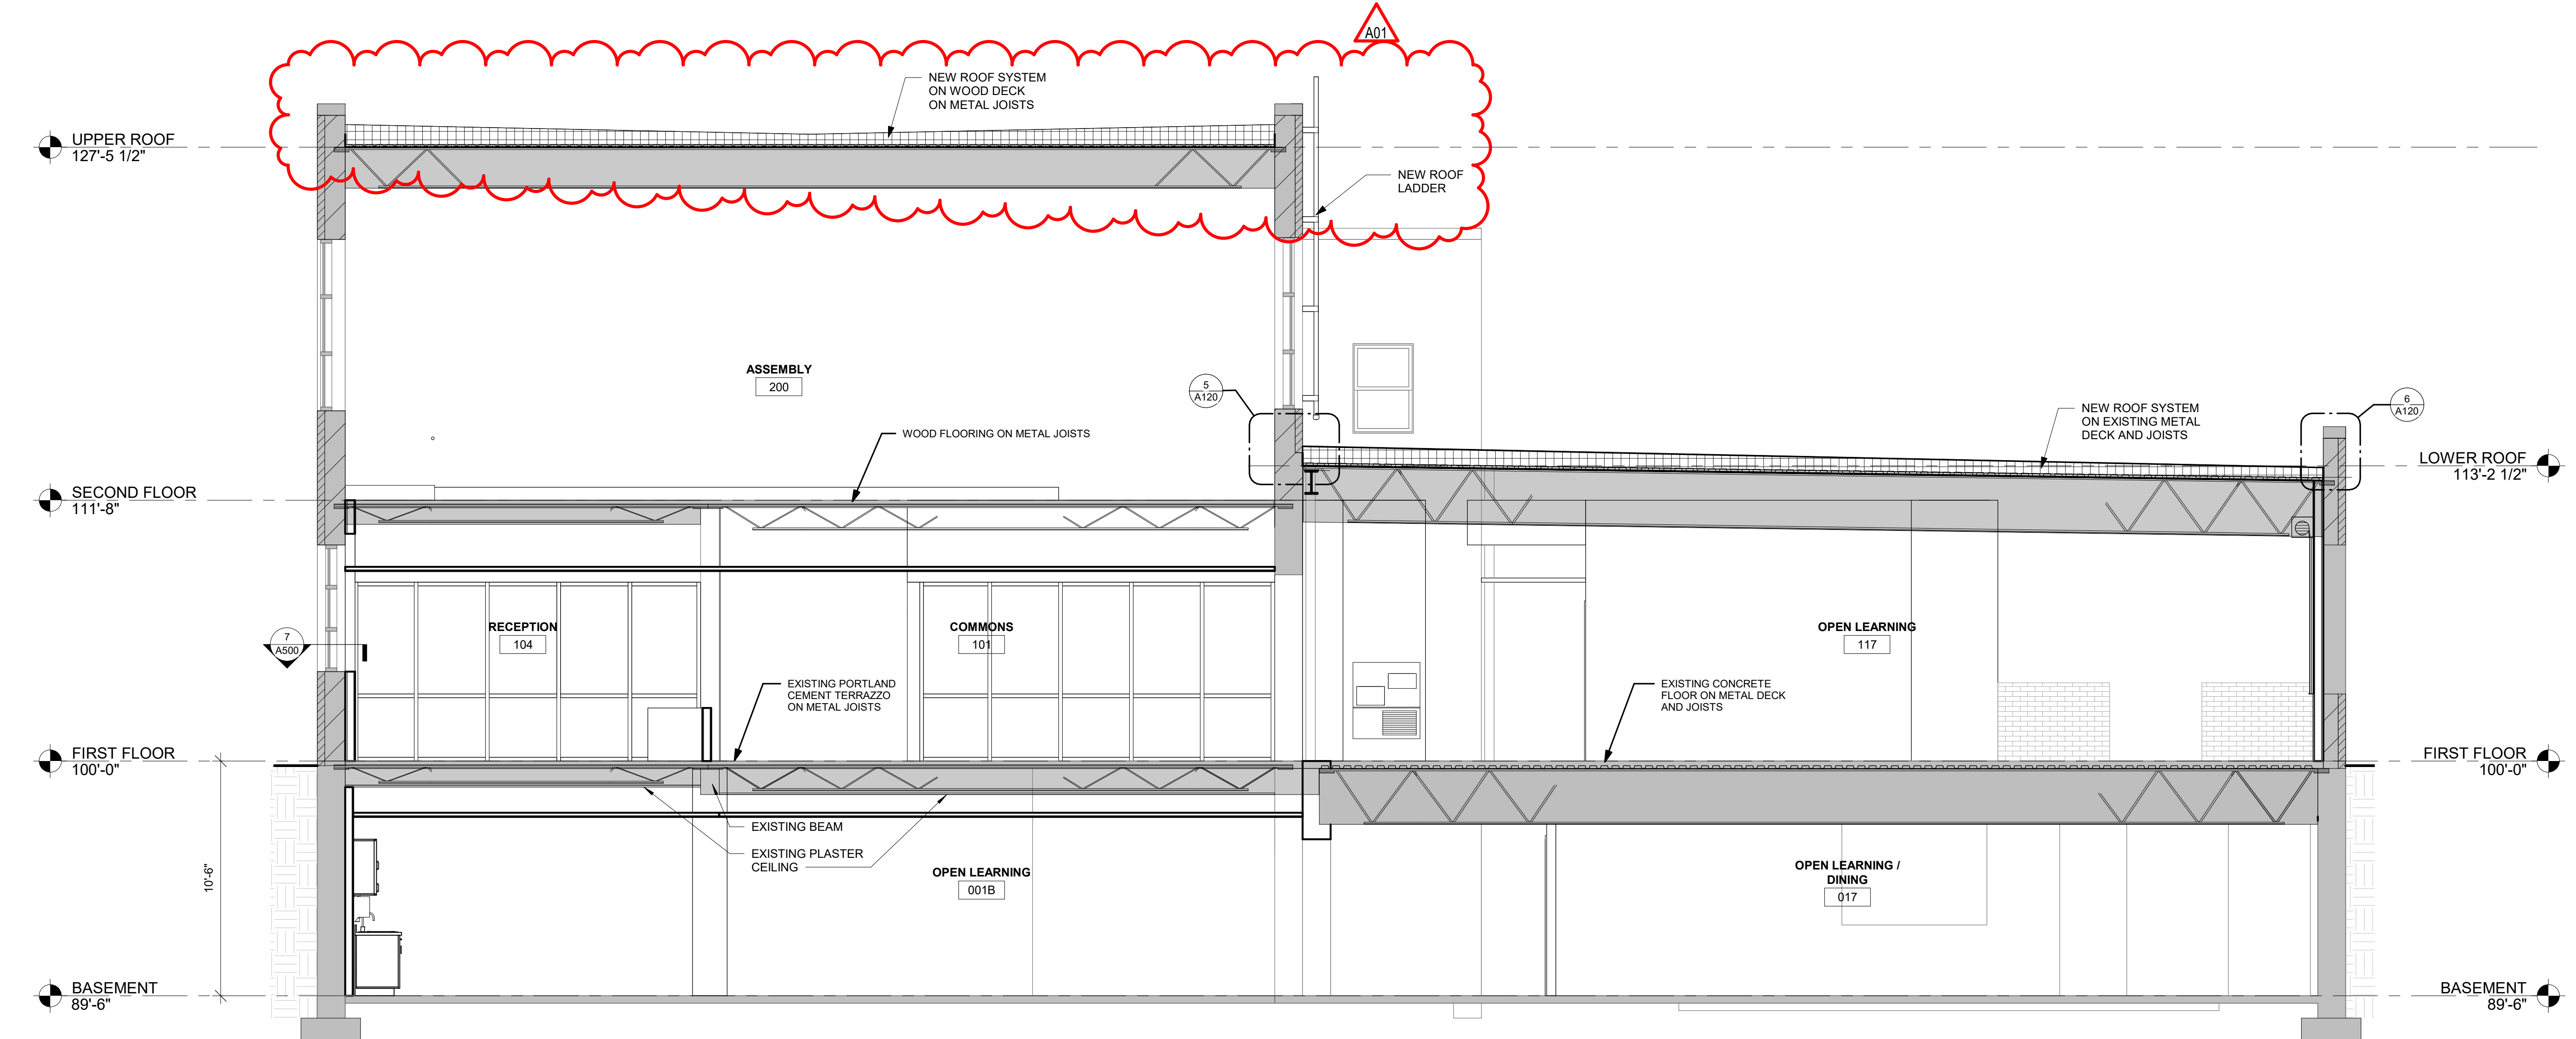 A01
NEW ROOF SYSTEM
ON WOOD DECK
ON METAL JOISTS
UPPER ROOF
127'-5 1/2"
NEW ROOF
LADDER
ASSEMBLY
200
5
A120
6
A120
NEW ROOF SYSTEM
ON EXISTING METAL
DECK AND JOISTS
WOOD FLOORING ON METAL JOISTS
LOWER ROOF
113'-2 1/2"
SECOND FLOOR
111'-8"
RECEPTION
104
COMMONS
101
OPEN LEARNING
117
7
A500
EXISTING PORTLAND
CEMENT TERRAZZO
ON METAL JOISTS
EXISTING CONCRETE
FLOOR ON METAL DECK
AND JOISTS
FIRST FLOOR
100'-0"
FIRST FLOOR
100'-0"
EXISTING BEAM
EXISTING PLASTER
CEILING
10'-6"
OPEN LEARNING
001B
OPEN LEARNING /
DINING
017
BASEMENT
89'-6"
BASEMENT
89'-6"